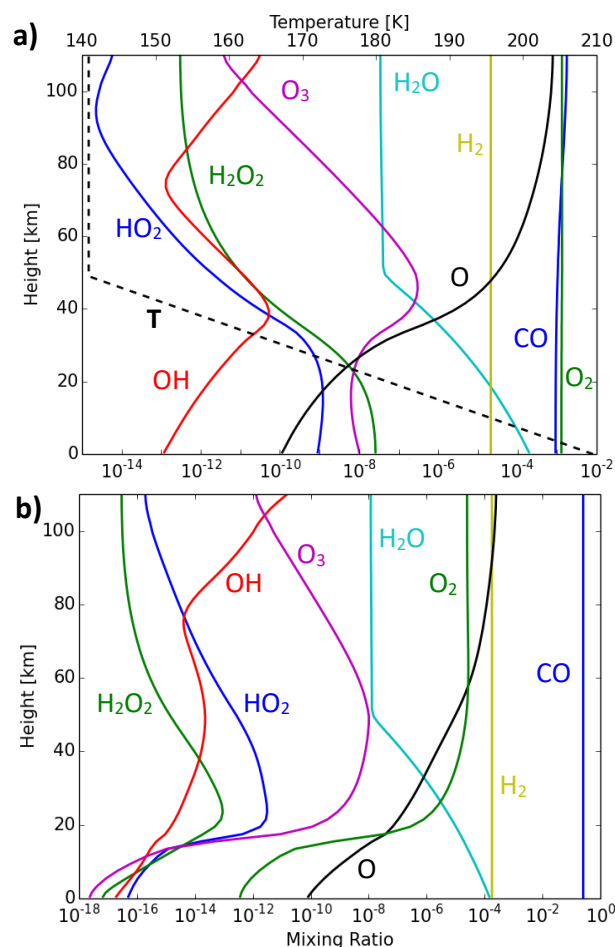 Temperature [K]
140 150 160 170 180 190 200 210
a)
100
80
60
40
20
0
Height [km]
O₃
H₂O
H₂
H₂O₂
HO₂
O
T
CO
OH
O₂
10⁻¹⁴ 10⁻¹² 10⁻¹⁰ 10⁻⁸ 10⁻⁶ 10⁻⁴ 10⁻²
b)
100
80
60
40
20
0
Height [km]
O₃
H₂O
OH
O₂
H₂O₂
HO₂
CO
H₂
O
10⁻¹⁸ 10⁻¹⁶ 10⁻¹⁴ 10⁻¹² 10⁻¹⁰ 10⁻⁸ 10⁻⁶ 10⁻⁴ 10⁻² 10⁰
Mixing Ratio